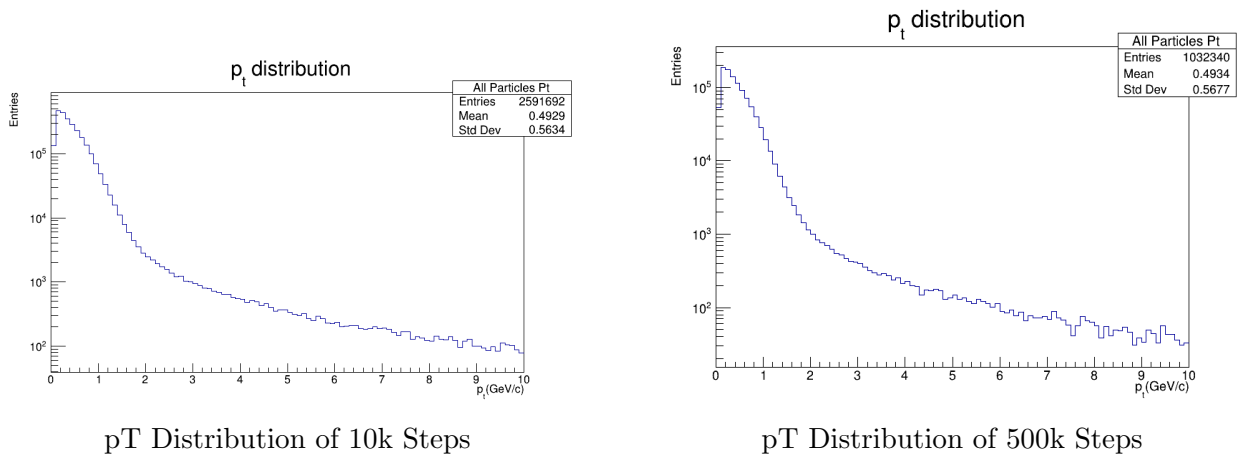 p_t distribution
Entries
All Particles Pt
Entries 2591692
Mean 0.4929
Std Dev 0.5634
10^5
10^4
10^3
10^2
0 1 2 3 4 5 6 7 8 9 10
p_t(GeV/c)
pT Distribution of 10k Steps
p_t distribution
Entries
All Particles Pt
Entries 1032340
Mean 0.4934
Std Dev 0.5677
10^5
10^4
10^3
10^2
0 1 2 3 4 5 6 7 8 9 10
p_t(GeV/c)
pT Distribution of 500k Steps